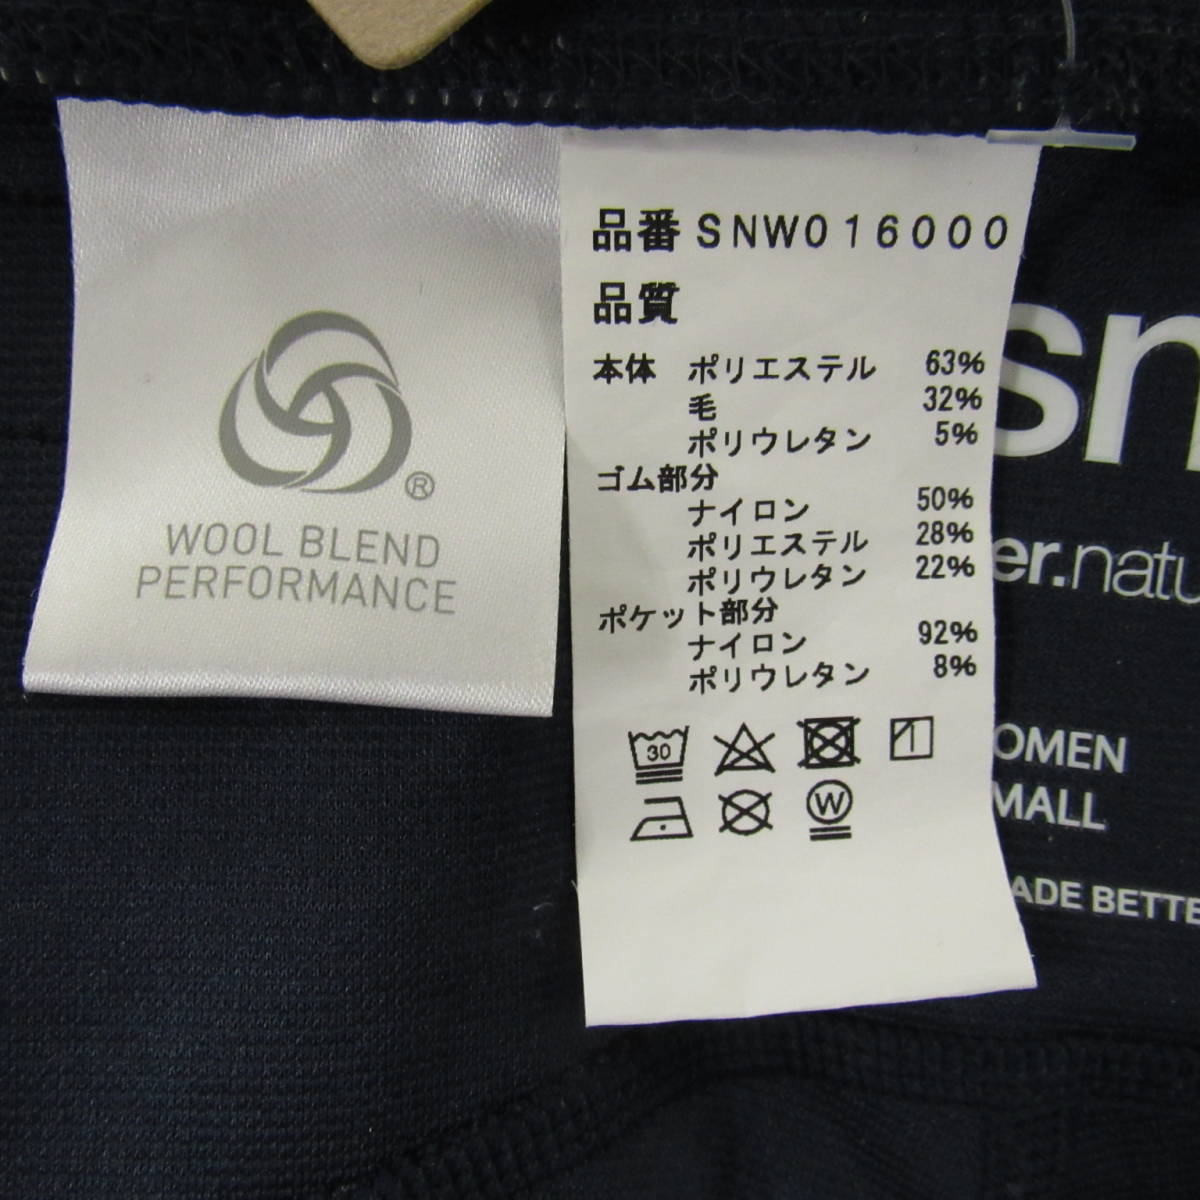 ®
WOOL BLEND
PERFORMANCE
品番 SNW016000
品質
本体 ポリエステル 63%
毛 32%
ポリウレタン 5%
ゴム部分
ナイロン 50%
ポリエステル 28%
ポリウレタン 22%
ポケット部分
ナイロン 92%
ポリウレタン 8%
30
W
sn
er.natu
OMEN
MALL
ADE BETTE